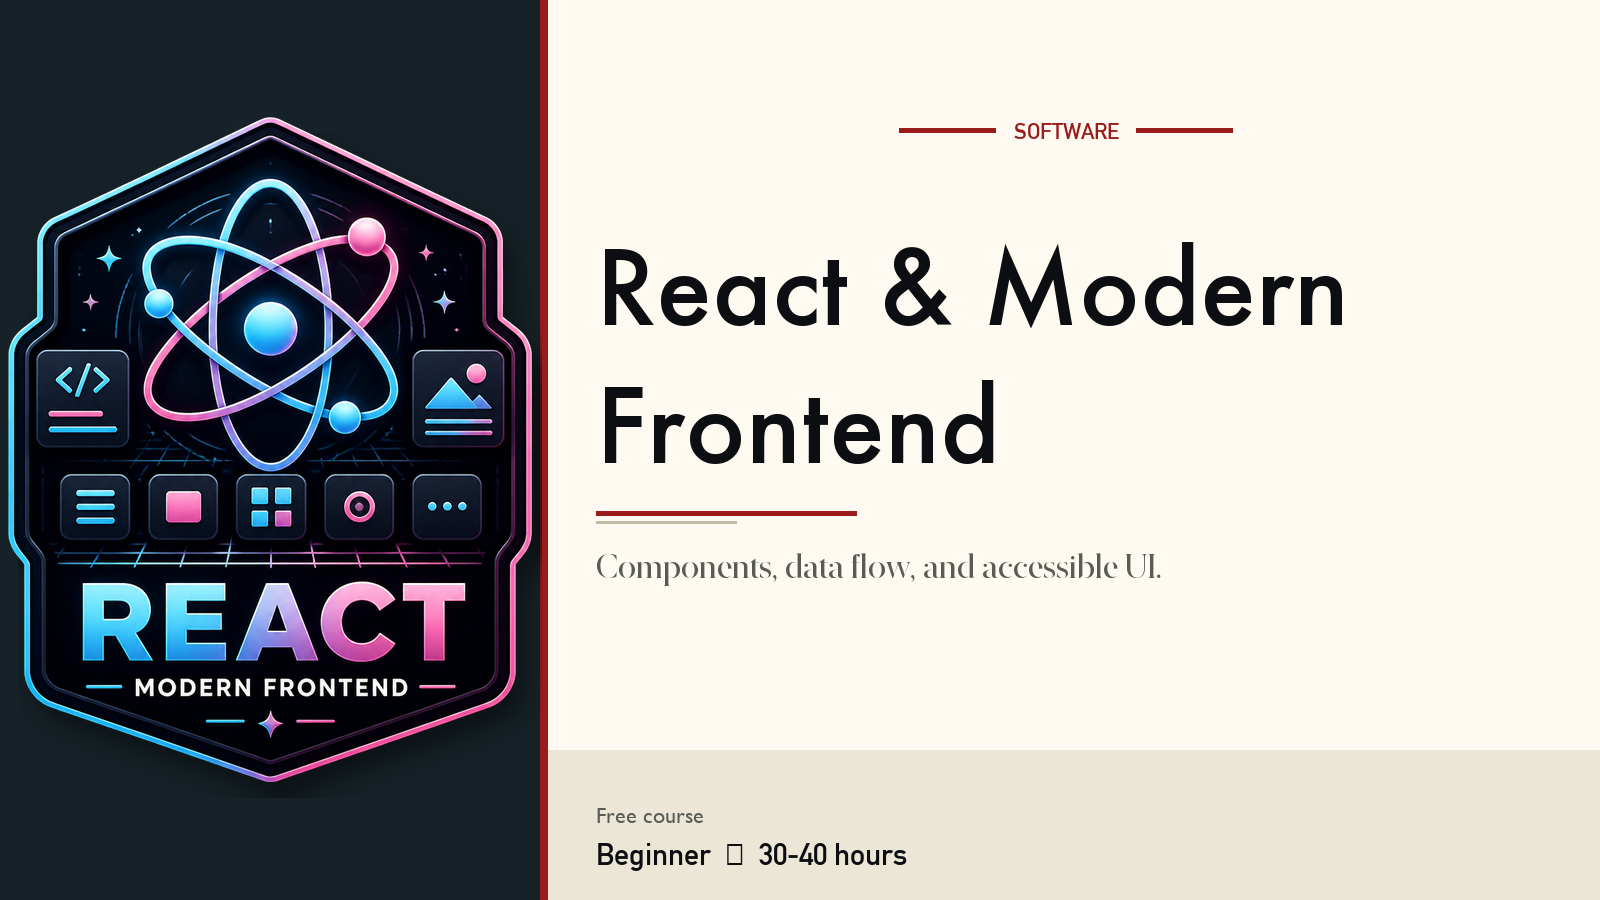 REACT
MODERN FRONTEND
SOFTWARE
React & Modern
Frontend
Components, data flow, and accessible UI.
Free course
Beginner □ 30-40 hours